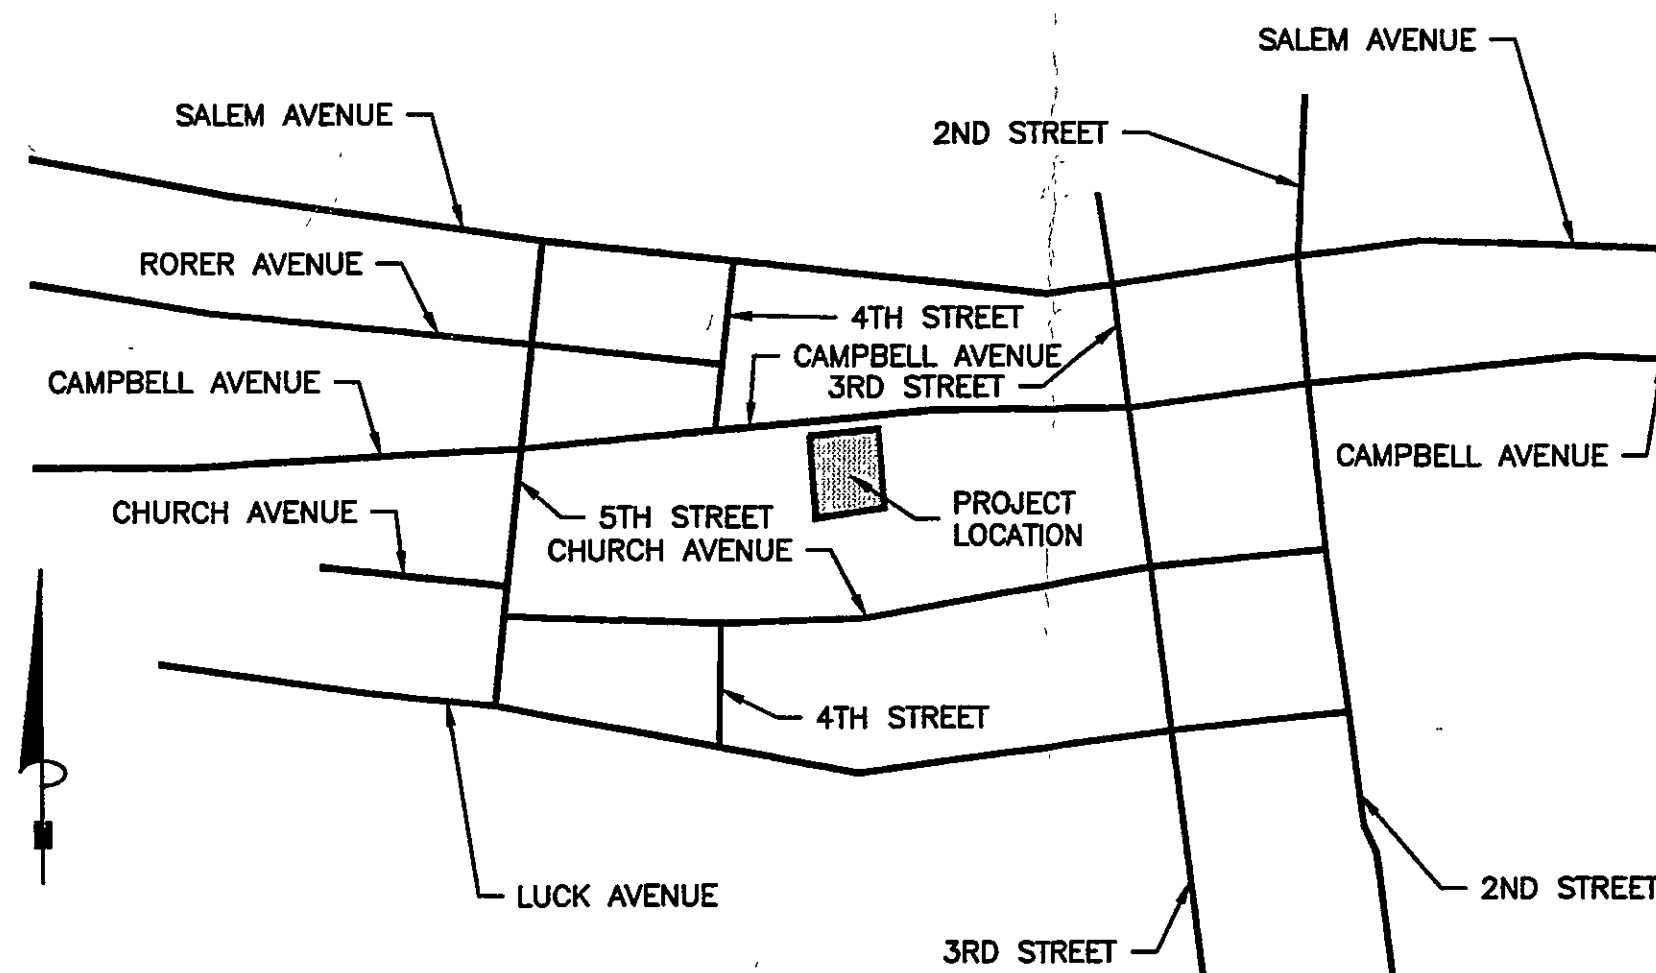 SALEM AVENUE
SALEM AVENUE
2ND STREET
RORER AVENUE
4TH STREET
CAMPBELL AVENUE
3RD STREET
CAMPBELL AVENUE
CAMPBELL AVENUE
CHURCH AVENUE
5TH STREET
PROJECT
LOCATION
CHURCH AVENUE
4TH STREET
LUCK AVENUE
2ND STREET
3RD STREET